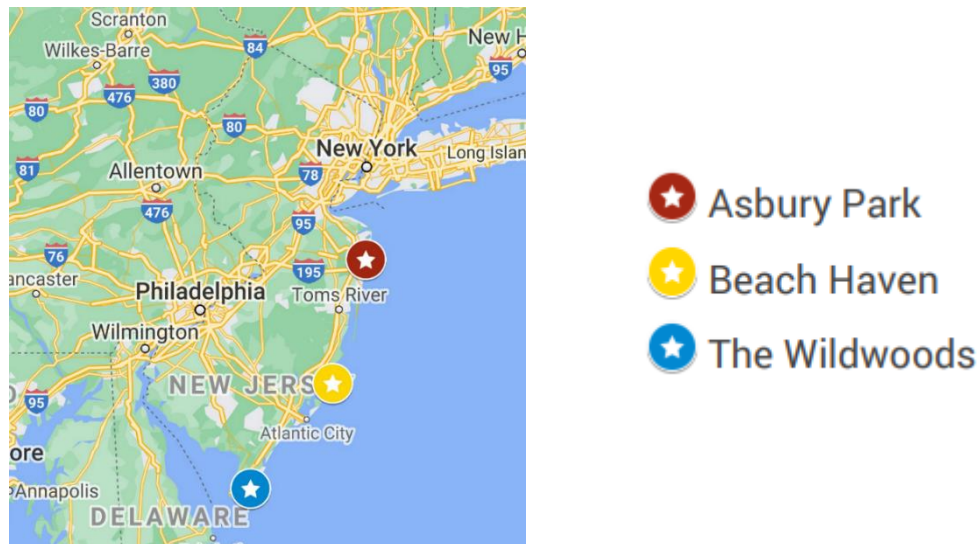 Scranton
Wilkes-Barre
84
New H
95
380
476
80
80
New York
Long Islan
81
Allentown
78
476
95
Asbury Park
76
195
ancaster
Philadelphia
Toms River
Beach Haven
Wilmington
The Wildwoods
NEW JERS
95
Atlantic City
ore
Annapolis
DELAWARE